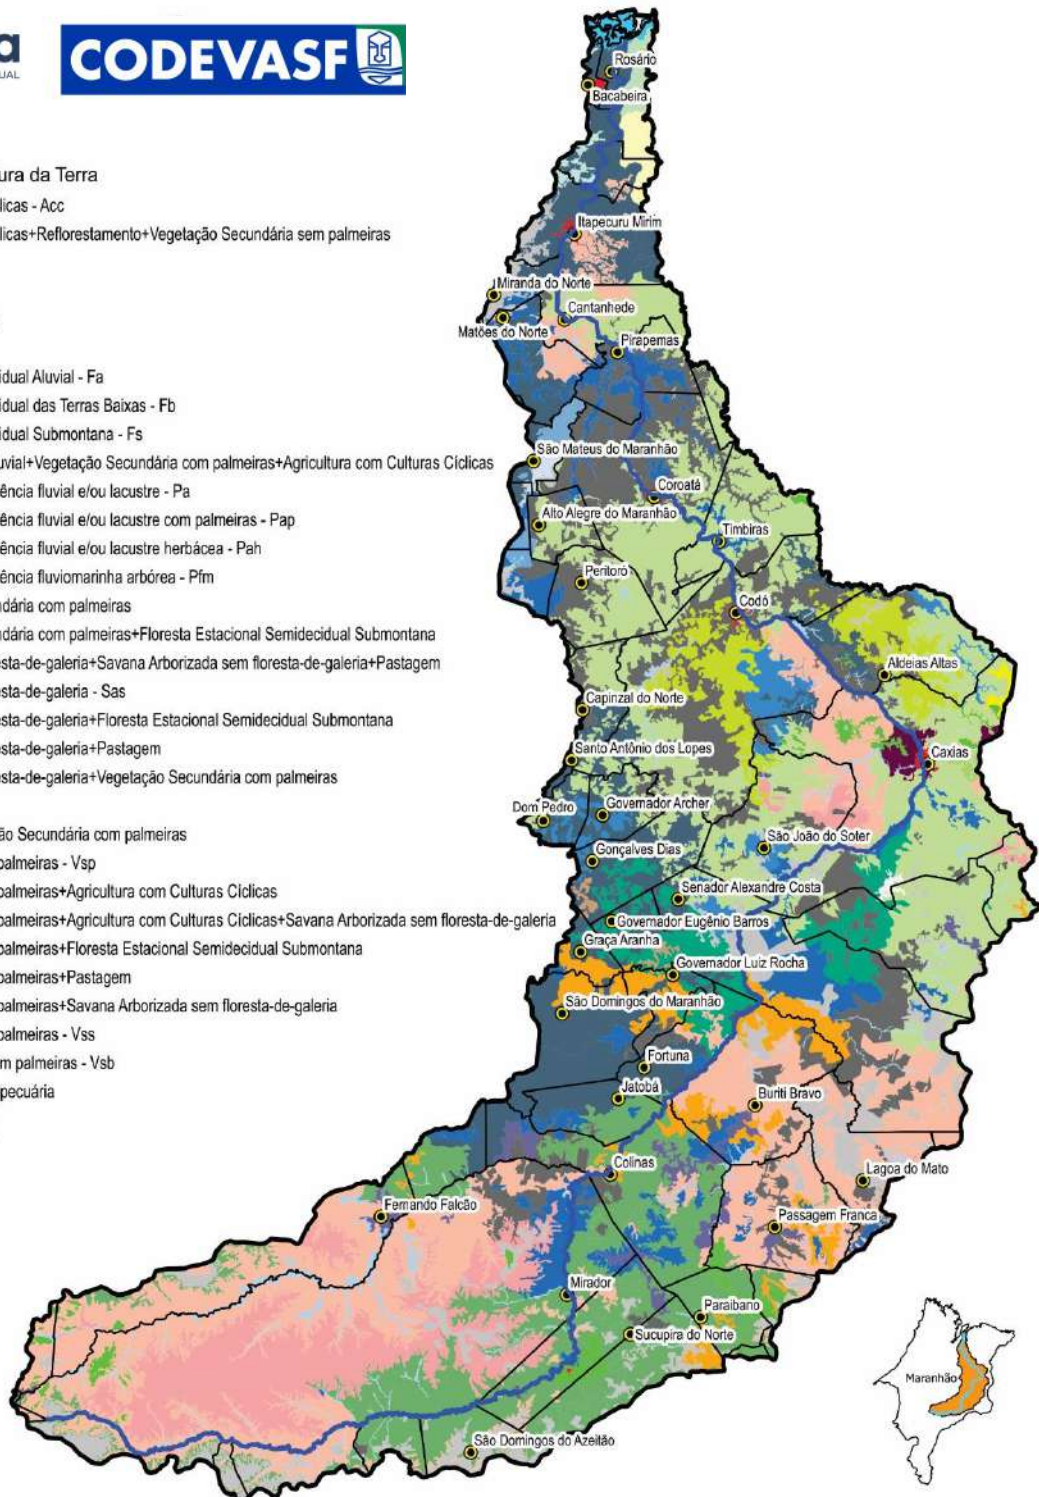 a
UAL
CODEVASF
ura da Terra
licas - Acc
licas+Reflorestamento+Vegetação Secundária sem palmeiras
idual Aluvial - Fa
idual das Terras Baixas - Fb
idual Submontana - Fs
uvial+Vegetação Secundária com palmeiras+Agricultura com Culturas Cíclicas
ência fluvial e/ou lacustre - Pa
ência fluvial e/ou lacustre com palmeiras - Pap
ência fluvial e/ou lacustre herbácea - Pah
ência fluviomarinha arbórea - Pfm
ndária com palmeiras
ndária com palmeiras+Floresta Estacional Semidecidual Submontana
esta-de-galeria+Savana Arborizada sem floresta-de-galeria+Pastagem
esta-de-galeria - Sas
esta-de-galeria+Floresta Estacional Semidecidual Submontana
esta-de-galeria+Pastagem
esta-de-galeria+Vegetação Secundária com palmeiras
ão Secundária com palmeiras
palmeiras - Vsp
palmeiras+Agricultura com Culturas Cíclicas
palmeiras+Agricultura com Culturas Cíclicas+Savana Arborizada sem floresta-de-galeria
palmeiras+Floresta Estacional Semidecidual Submontana
palmeiras+Pastagem
palmeiras+Savana Arborizada sem floresta-de-galeria
palmeiras - Vss
m palmeiras - Vsb
pecuária
Rosário
Bacabeira
Itapecuru Mirim
Miranda do Norte
Cantanhede
Matões do Norte
Pirapemas
São Mateus do Maranhão
Coroatá
Alto Alegre do Maranhão
Timbiras
Peritoró
Codó
Aldeias Altas
Capinzal do Norte
Santo Antônio dos Lopes
Caxias
Dom Pedro
Governador Archer
São João do Soter
Gonçalves Dias
Senador Alexandre Costa
Governador Eugênio Barros
Graça Aranha
Governador Luiz Rocha
São Domingos do Maranhão
Fortuna
Jatobá
Buriti Bravo
Colinas
Lagoa do Mato
Fernando Falcão
Passagem Franca
Mirador
Paraibano
Sucupira do Norte
Maranhão
São Domingos do Azeitão